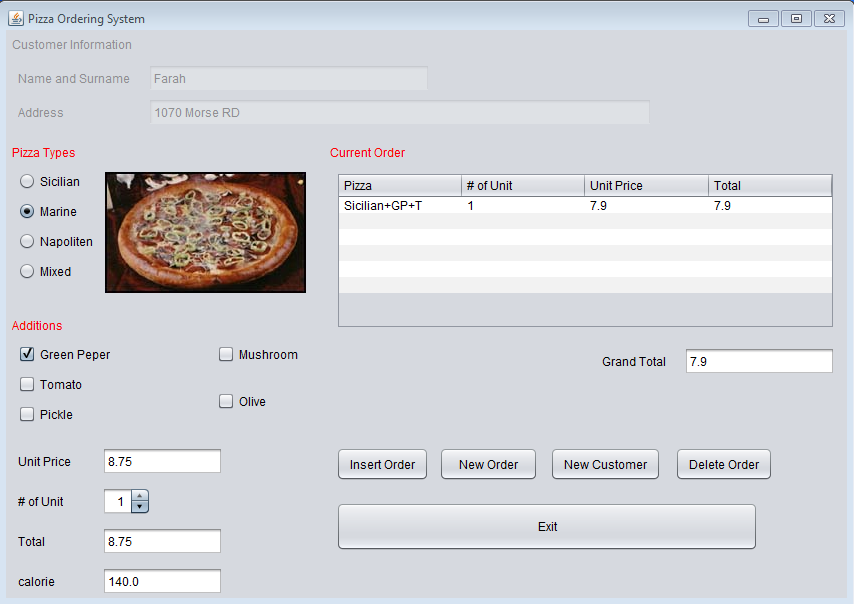 Pizza Ordering System
Customer Information
Name and Surname Farah
Address 1070 Morse RD
Pizza Types
Sicilian
Marine
Napoliten
Mixed
Current Order
Pizza # of Unit Unit Price Total
Sicilian+GP+T 1 7.9 7.9
Additions
Green Peper Mushroom
Tomato
Olive
Pickle
Grand Total 7.9
Unit Price 8.75
# of Unit 1
Total 8.75
calorie 140.0
Insert Order New Order New Customer Delete Order
Exit